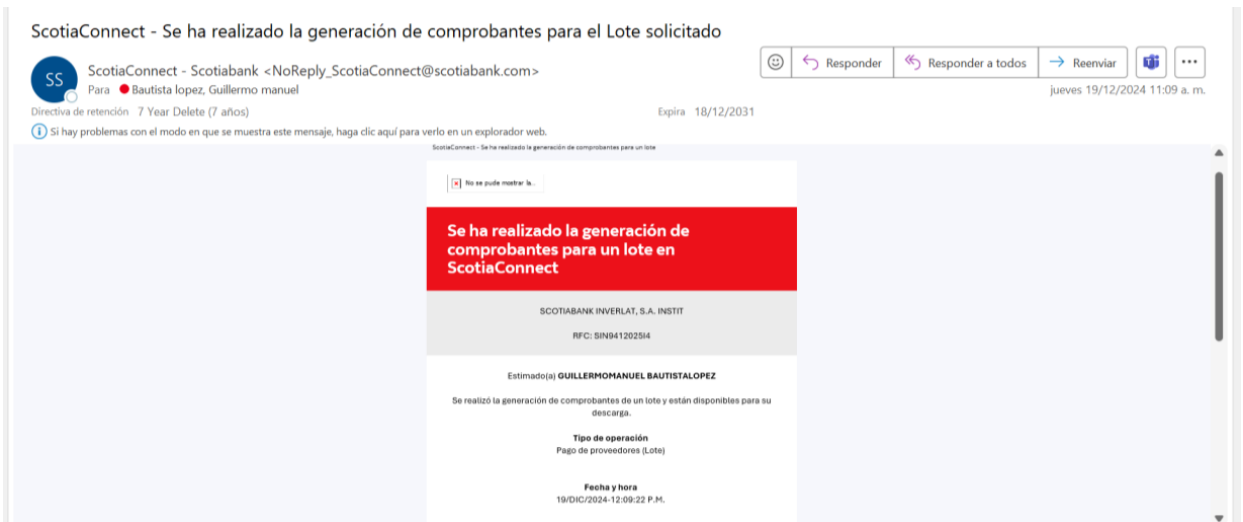 ScotiaConnect - Se ha realizado la generación de comprobantes para el Lote solicitado
SS
ScotiaConnect - Scotiabank <NoReply_ScotiaConnect@scotiabank.com>
Para Bautista lopez, Guillermo manuel
Responder
Responder a todos
Reenviar
jueves 19/12/2024 11:09 a. m.
Directiva de retención 7 Year Delete (7 años)
Expira 18/12/2031
Si hay problemas con el modo en que se muestra este mensaje, haga clic aquí para verlo en un explorador web.
ScotiaConnect - Se ha realizado la generación de comprobantes para un lote
No se pude mostrar la...
Se ha realizado la generación de
comprobantes para un lote en
ScotiaConnect
SCOTIABANK INVERLAT, S.A. INSTIT
RFC: SIN9412025I4
Estimado(a) GUILLERMOMANUEL BAUTISTALOPEZ
Se realizó la generación de comprobantes de un lote y están disponibles para su
descarga.
Tipo de operación
Pago de proveedores (Lote)
Fecha y hora
19/DIC/2024-12:09:22 P.M.